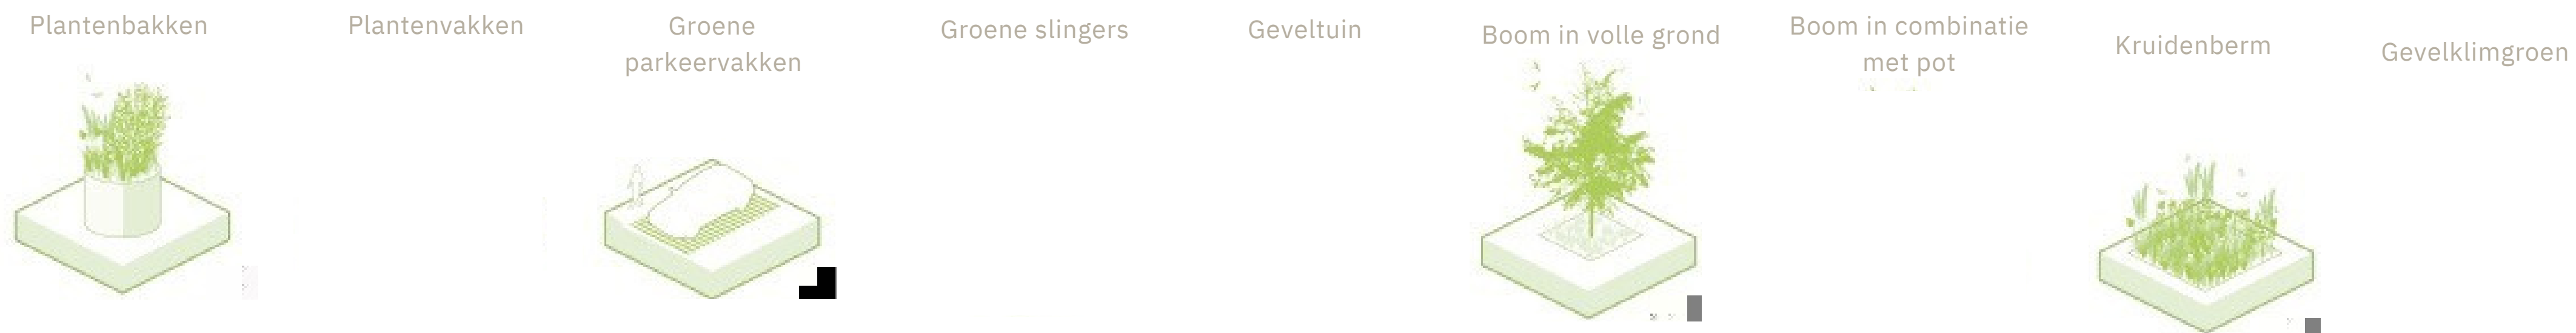 Plantenbakken
Plantenvakken
Groene
parkeervakken
Groene slingers
Geveltuin
Boom in volle grond
Boom in combinatie
met pot
Kruidenberm
Gevelklimgroen